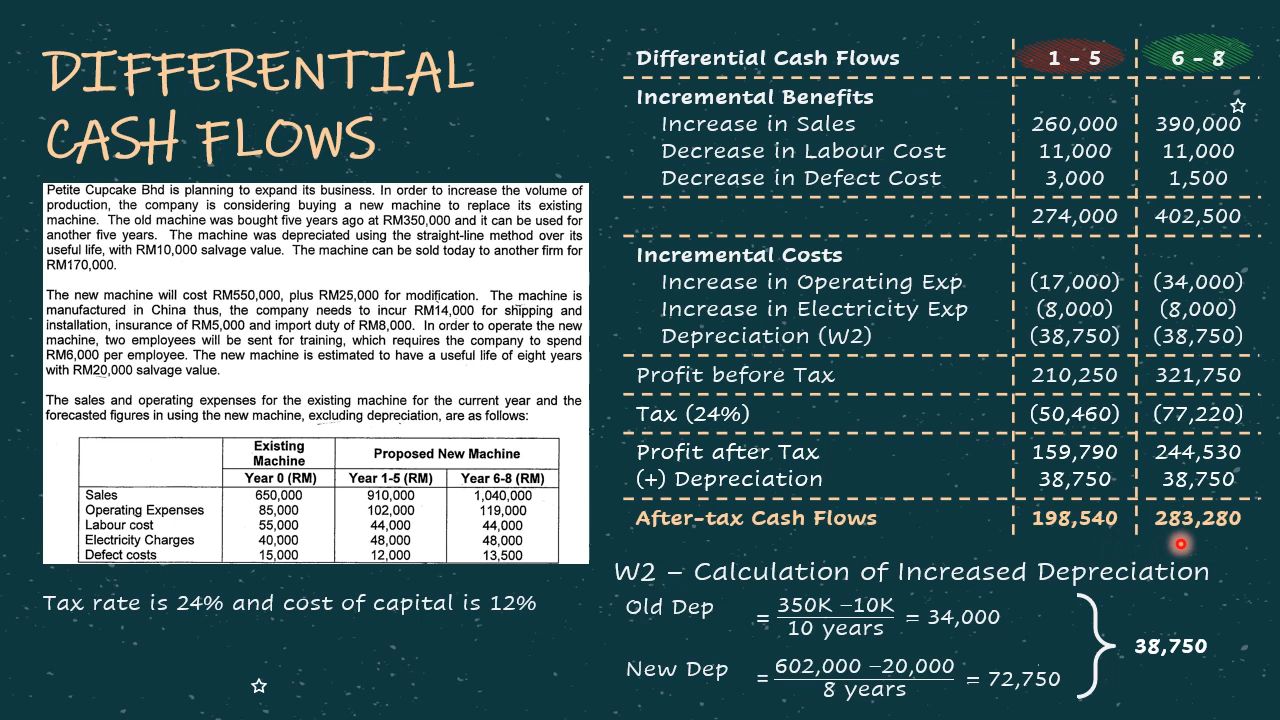 DIFFERENTIAL
CASH FLOWS
Petite Cupcake Bhd is planning to expand its business. In order to increase the volume of
production, the company is considering buying a new machine to replace its existing
machine. The old machine was bought five years ago at RM350,000 and it can be used for
another five years. The machine was depreciated using the straight-line method over its
useful life, with RM10,000 salvage value. The machine can be sold today to another firm for
RM170,000.
The new machine will cost RM550,000, plus RM25,000 for modification. The machine is
manufactured in China thus, the company needs to incur RM14,000 for shipping and
installation, insurance of RM5,000 and import duty of RM8,000. In order to operate the new
machine, two employees will be sent for training, which requires the company to spend
RM6,000 per employee. The new machine is estimated to have a useful life of eight years
with RM20,000 salvage value.
The sales and operating expenses for the existing machine for the current year and the
forecasted figures in using the new machine, excluding depreciation, are as follows:
Existing Machine Proposed New Machine
Year 0 (RM) Year 1-5 (RM) Year 6-8 (RM)
Sales 650,000 910,000 1,040,000
Operating Expenses 85,000 102,000 119,000
Labour cost 55,000 44,000 44,000
Electricity Charges 40,000 48,000 48,000
Defect costs 15,000 12,000 13,500
Tax rate is 24% and cost of capital is 12%
Differential Cash Flows 1 - 5 6 - 8
Incremental Benefits
Increase in Sales 260,000 390,000
Decrease in Labour Cost 11,000 11,000
Decrease in Defect Cost 3,000 1,500
274,000 402,500
Incremental Costs
Increase in Operating Exp (17,000) (34,000)
Increase in Electricity Exp (8,000) (8,000)
Depreciation (W2) (38,750) (38,750)
Profit before Tax 210,250 321,750
Tax (24%) (50,460) (77,220)
Profit after Tax 159,790 244,530
(+) Depreciation 38,750 38,750
After-tax Cash Flows 198,540 283,280
W2 – Calculation of Increased Depreciation
Old Dep = 350K –10K
10 years = 34,000
38,750
New Dep = 602,000 –20,000
8 years = 72,750